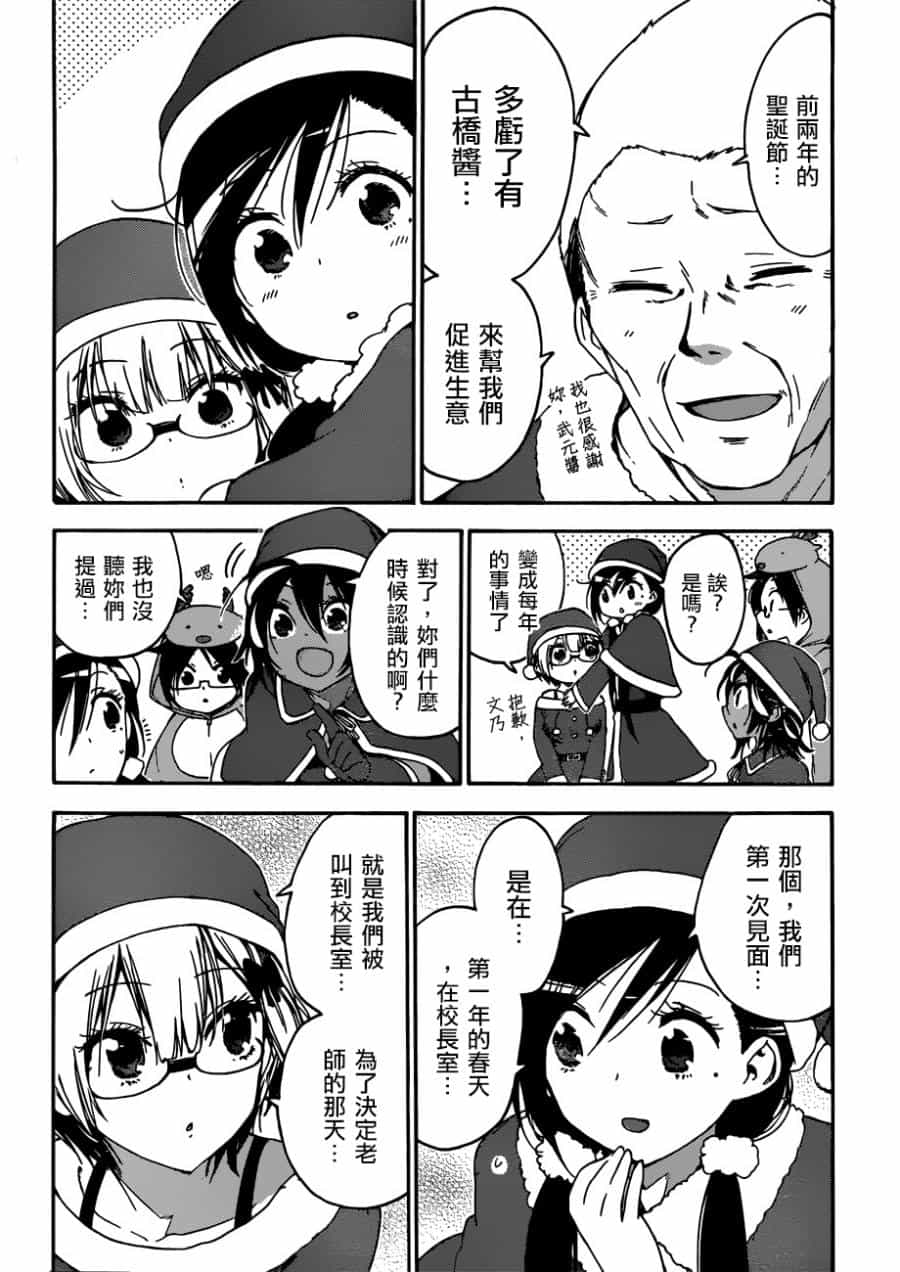 前兩年的
聖誕節…
多虧了有
古橋醬…
來幫我們
促進生意
我也很感謝
妳，武元醬
誒？
是嗎？
變成每年
的事情了
抱歉，
文乃
對了，妳們什麼
時候認識的啊？
嗯
我也沒
聽妳們
提過…
那個，我們
第一次見面…
是在…
第一年的春天
，在校長室…
就是我們被
叫到校長室…
為了決定老
師的那天…